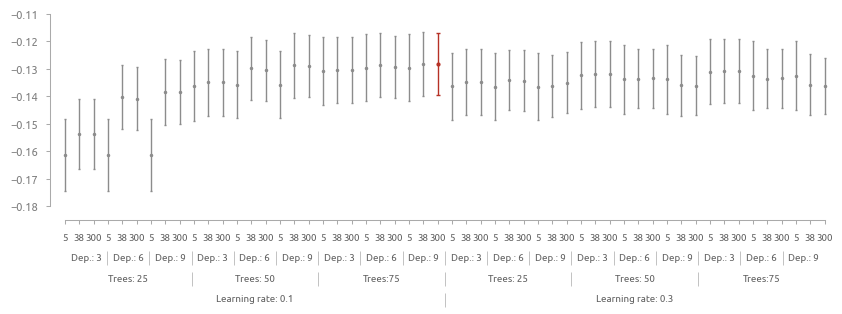 −0.11
−0.12
−0.13
−0.14
−0.15
−0.16
−0.17
−0.18
5 38 300 5 38 300 5 38 300 5 38 300 5 38 300 5 38 300 5 38 300 5 38 300 5 38 300 5 38 300 5 38 300 5 38 300 5 38 300 5 38 300 5 38 300 5 38 300 5 38 300 5 38 300
Dep.: 3 Dep.: 6 Dep.: 9 Dep.: 3 Dep.: 6 Dep.: 9 Dep.: 3 Dep.: 6 Dep.: 9 Dep.: 3 Dep.: 6 Dep.: 9 Dep.: 3 Dep.: 6 Dep.: 9 Dep.: 3 Dep.: 6 Dep.: 9
Trees: 25 Trees: 50 Trees:75 Trees: 25 Trees: 50 Trees:75
Learning rate: 0.1 Learning rate: 0.3